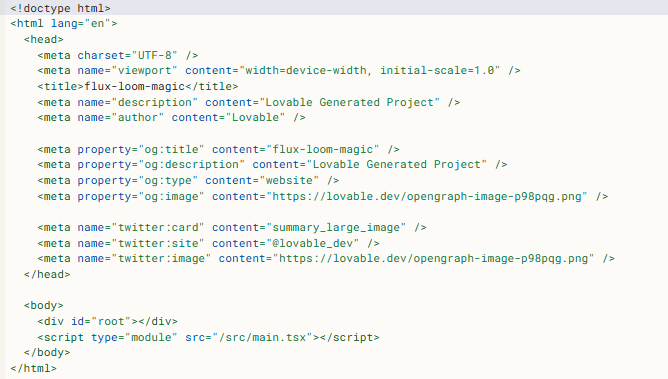 <!doctype html>
<html lang="en">
  <head>
    <meta charset="UTF-8" />
    <meta name="viewport" content="width=device-width, initial-scale=1.0" />
    <title>flux-loom-magic</title>
    <meta name="description" content="Lovable Generated Project" />
    <meta name="author" content="Lovable" />

    <meta property="og:title" content="flux-loom-magic" />
    <meta property="og:description" content="Lovable Generated Project" />
    <meta property="og:type" content="website" />
    <meta property="og:image" content="https://lovable.dev/opengraph-image-p98pqg.png" />

    <meta name="twitter:card" content="summary_large_image" />
    <meta name="twitter:site" content="@lovable_dev" />
    <meta name="twitter:image" content="https://lovable.dev/opengraph-image-p98pqg.png" />
  </head>

  <body>
    <div id="root"></div>
    <script type="module" src="/src/main.tsx"></script>
  </body>
</html>